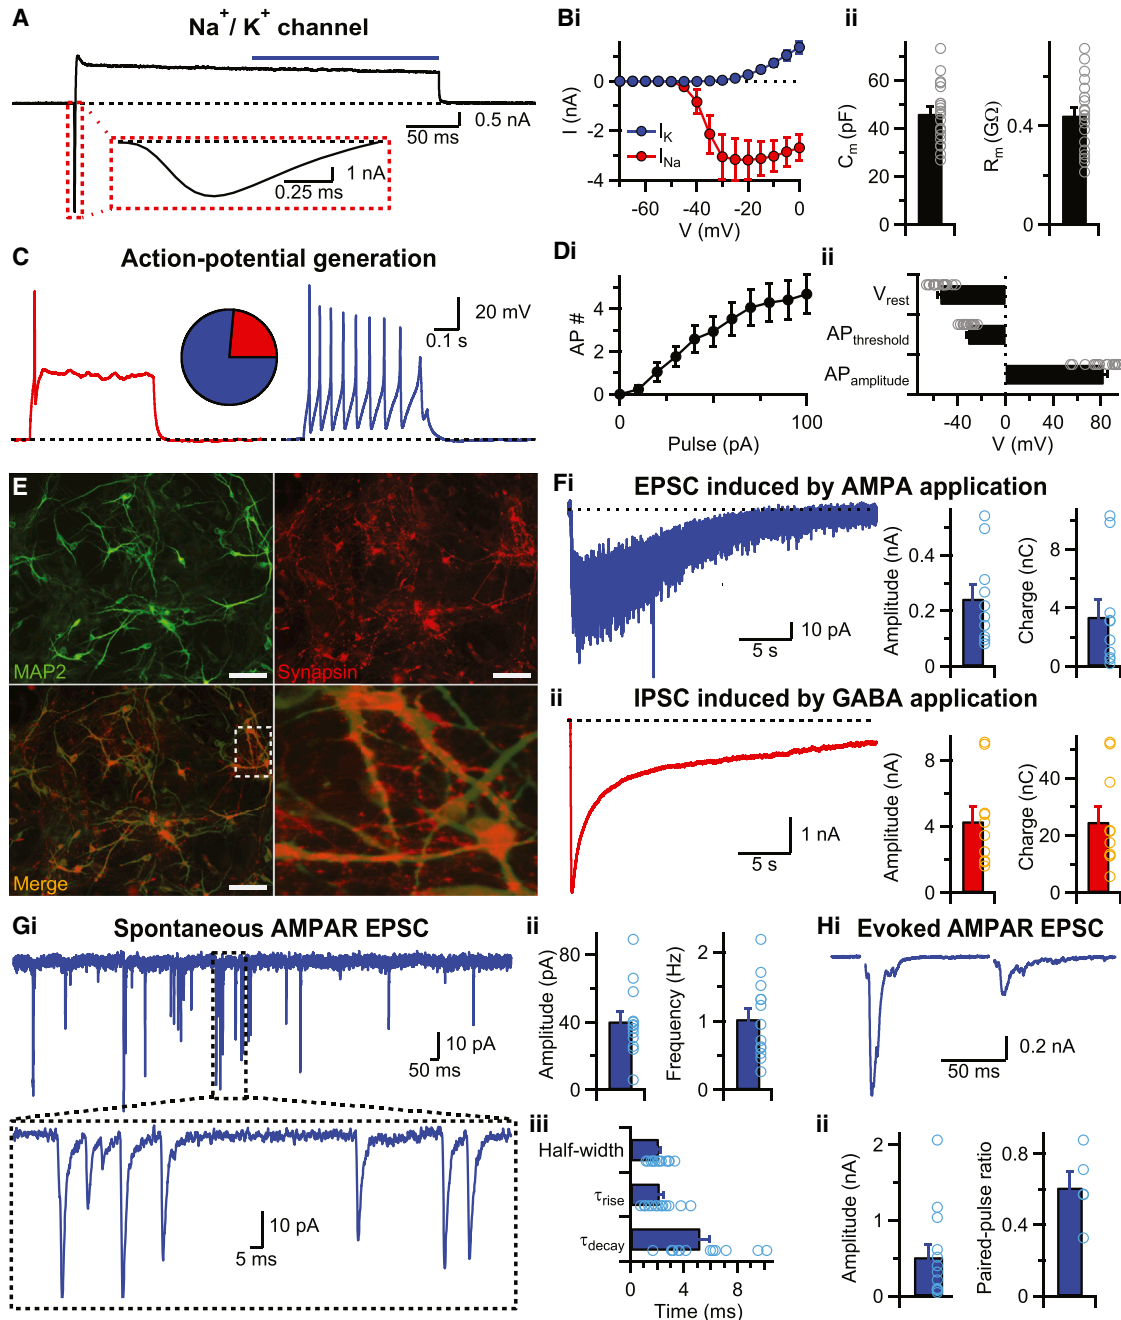 A
Na+/ K+ channel
0.5 nA
50 ms
1 nA
0.25 ms
Bi
I (nA)
0
-2
-4
IK
INa
-60
-40
-20
0
V (mV)
ii
Cm (pF)
60
40
20
0
Rm (GΩ)
0.4
0
C
Action-potential generation
20 mV
0.1 s
Di
AP #
4
2
0
0
100
Pulse (pA)
ii
Vrest
APthreshold
APamplitude
-40
0
40
80
V (mV)
E
MAP2
Synapsin
Merge
Fi
EPSC induced by AMPA application
10 pA
5 s
Amplitude (nA)
0.4
0.2
0
Charge (nC)
8
4
0
ii
IPSC induced by GABA application
1 nA
5 s
Amplitude (nA)
8
4
0
Charge (nC)
40
20
0
Gi
Spontaneous AMPAR EPSC
10 pA
50 ms
10 pA
5 ms
ii
Amplitude (pA)
80
40
0
Frequency (Hz)
2
1
0
iii
Half-width
τrise
τdecay
0
4
8
Time (ms)
Hi
Evoked AMPAR EPSC
0.2 nA
50 ms
ii
Amplitude (nA)
2
1
0
Paired-pulse ratio
0.8
0.4
0